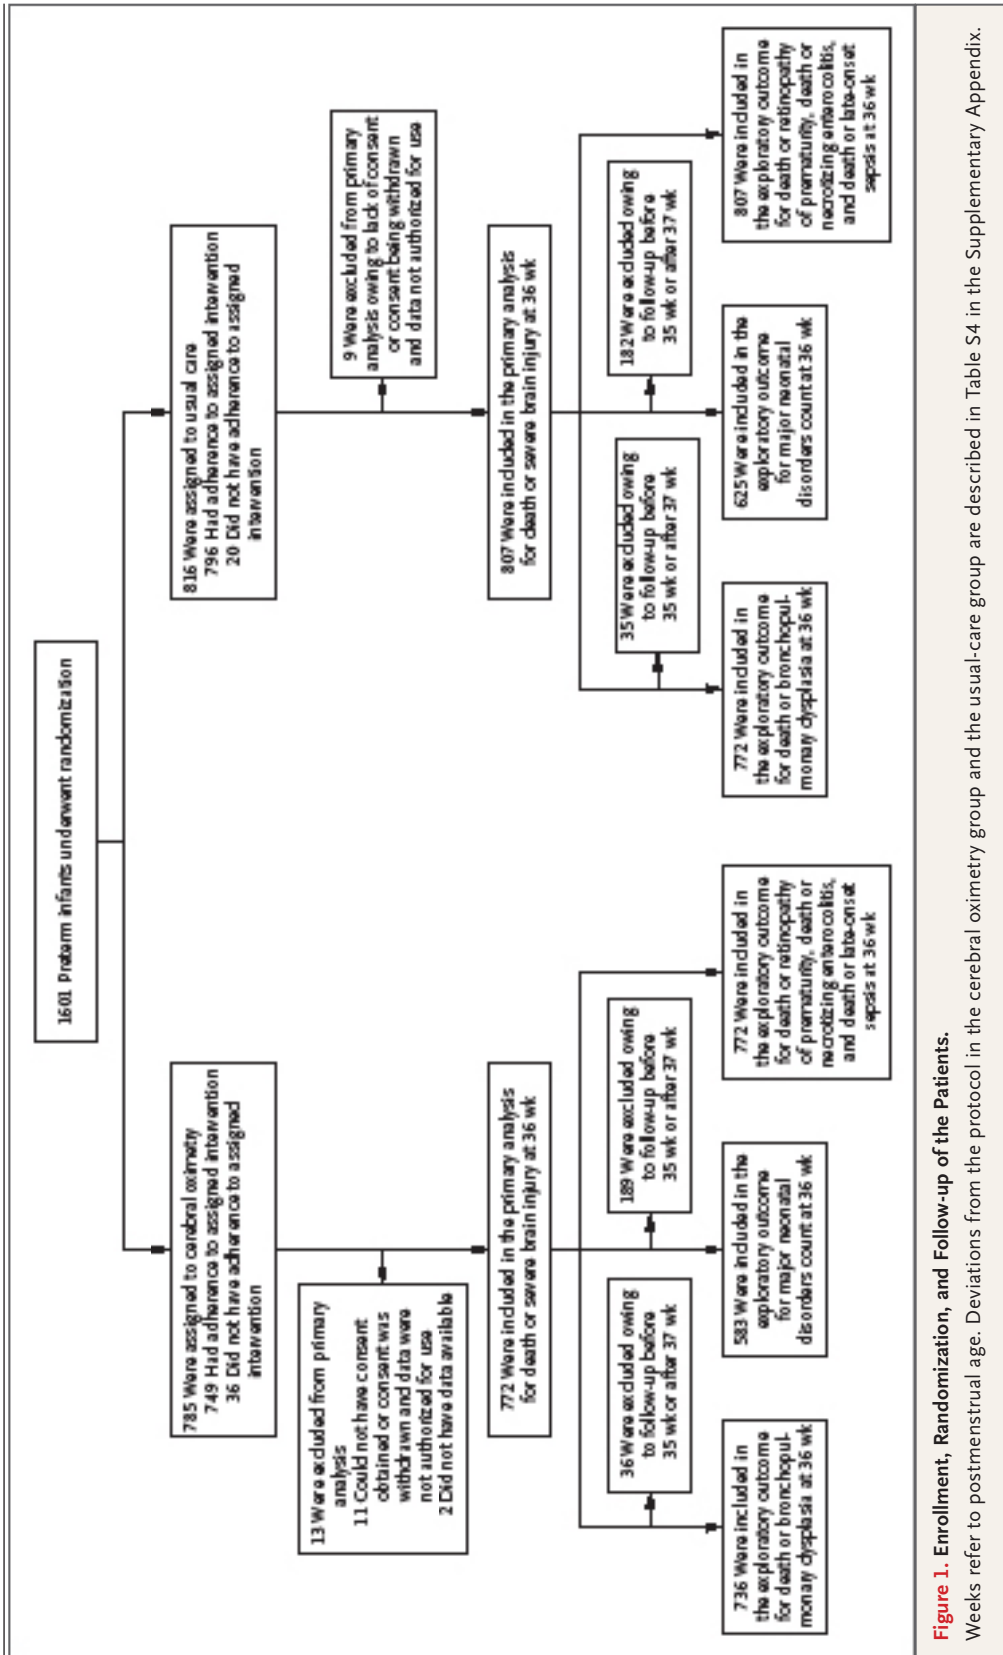 1601 Preterm infants underwent randomization
785 Were assigned to cerebral oximetry
749 Had adherence to assigned intervention
36 Did not have adherence to assigned
intervention
816 Were assigned to usual care
796 Had adherence to assigned intervention
20 Did not have adherence to assigned
intervention
13 Were excluded from primary
analysis
11 Could not have consent
obtained or consent was
withdrawn and data were
not authorized for use
2 Did not have data available
9 Were excluded from primary
analysis owing to lack of consent
or consent being withdrawn
and data not authorized for use
772 Were included in the primary analysis
for death or severe brain injury at 36 wk
807 Were included in the primary analysis
for death or severe brain injury at 36 wk
36 Were excluded owing
to follow-up before
35 wk or after 37 wk
189 Were excluded owing
to follow-up before
35 wk or after 37 wk
35 Were excluded owing
to follow-up before
35 wk or after 37 wk
182 Were excluded owing
to follow-up before
35 wk or after 37 wk
736 Were included in
the exploratory outcome
for death or bronchopul-
monary dysplasia at 36 wk
583 Were included in the
exploratory outcome
for major neonatal
disorders count at 36 wk
772 Were included in
the exploratory outcome
for death or retinopathy
of prematurity, death or
necrotizing enterocolitis,
and death or late-onset
sepsis at 36 wk
772 Were included in
the exploratory outcome
for death or bronchopul-
monary dysplasia at 36 wk
625 Were included in the
exploratory outcome
for major neonatal
disorders count at 36 wk
807 Were included in
the exploratory outcome
for death or retinopathy
of prematurity, death or
necrotizing enterocolitis,
and death or late-onset
sepsis at 36 wk
Figure 1. Enrollment, Randomization, and Follow-up of the Patients.
Weeks refer to postmenstrual age. Deviations from the protocol in the cerebral oximetry group and the usual-care group are described in Table S4 in the Supplementary Appendix.